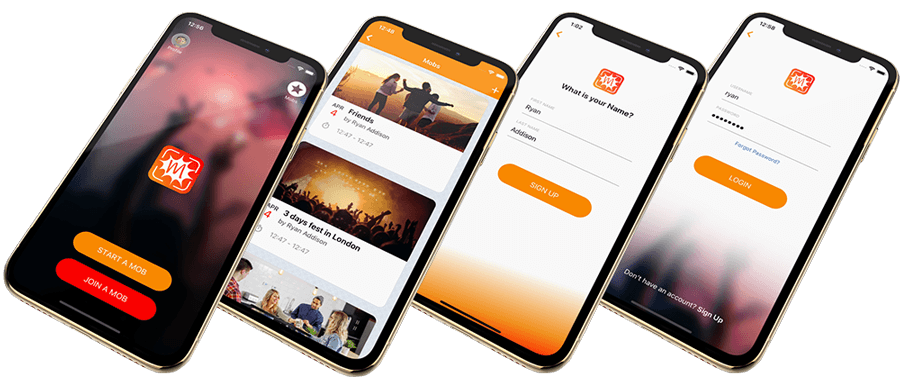 12:58
Profile
Mobs
W
START A MOB
JOIN A MOB
12:48
Mobs
APR
4
Friends
by Ryan Addison
12:47 - 12:47
APR
4
3 days fest in London
by Ryan Addison
12:47 - 12:47
1:02
W
What is your Name?
FIRST NAME
Ryan
LAST NAME
Addison
SIGN UP
12:58
W
USERNAME
ryan
PASSWORD
Forgot Password?
LOGIN
Don't have an account? Sign Up